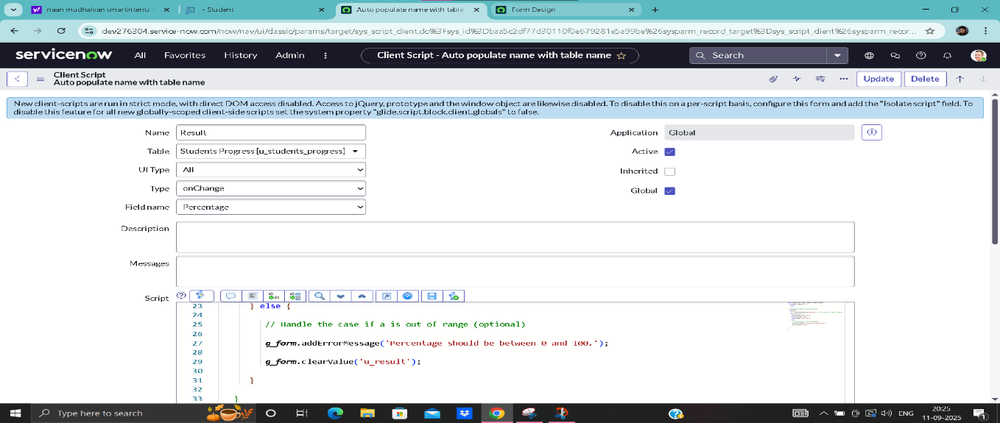 naan mudhalvan smartinternz -
- Student
Auto populate name with table
Form Design
dev276304.service-now.com/now/nav/ui/classic/params/target/sys_script_client.do%3Fsys_id%3Dbaa5c2df77d30110f0e679281e5a99be%26sysparm_record_target%3Dsys_script_client%26sysparm_recor...
servicenow All Favorites History Admin Client Script - Auto populate name with table name Search
Client Script
Auto populate name with table name
Update Delete
New client-scripts are run in strict mode, with direct DOM access disabled. Access to jQuery, prototype and the window object are likewise disabled. To disable this on a per-script basis, configure this form and add the "Isolate script" field. To
disable this feature for all new globally-scoped client-side scripts set the system property "glide.script.block.client.globals" to false.
Name Result
Application Global
Table Students Progress [u_students_progress]
Active
UI Type All
Inherited
Type onChange
Global
Field name Percentage
Description
Messages
Script
23 } else {
24
25 // Handle the case if a is out of range (optional)
26
27 g_form.addErrorMessage('Percentage should be between 0 and 100.');
28
29 g_form.clearValue('u_result');
30
31 }
32
33 }
Type here to search
ENG
20:25
11-09-2025
1